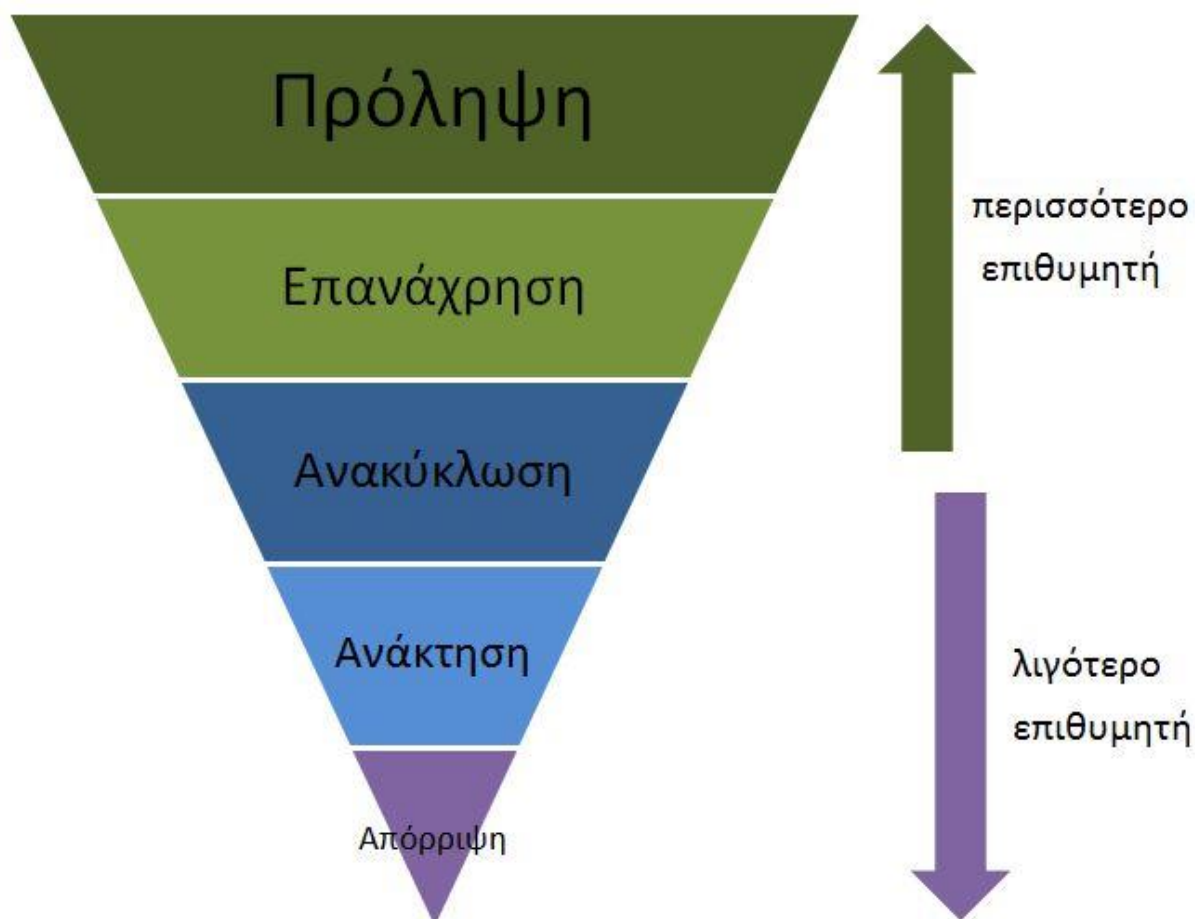 Πρόληψη
Επανάχρηση
Ανακύκλωση
Ανάκτηση
Απόρριψη
περισσότερο
επιθυμητή
λιγότερο
επιθυμητή